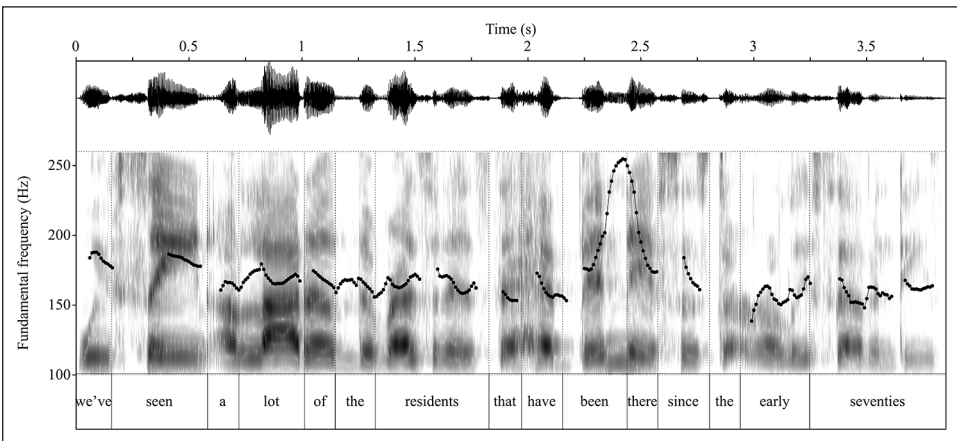 Time (s)
0 0.5 1 1.5 2 2.5 3 3.5
Fundamental frequency (Hz)
250
200
150
100
we've seen a lot of the residents that have been there since the early seventies